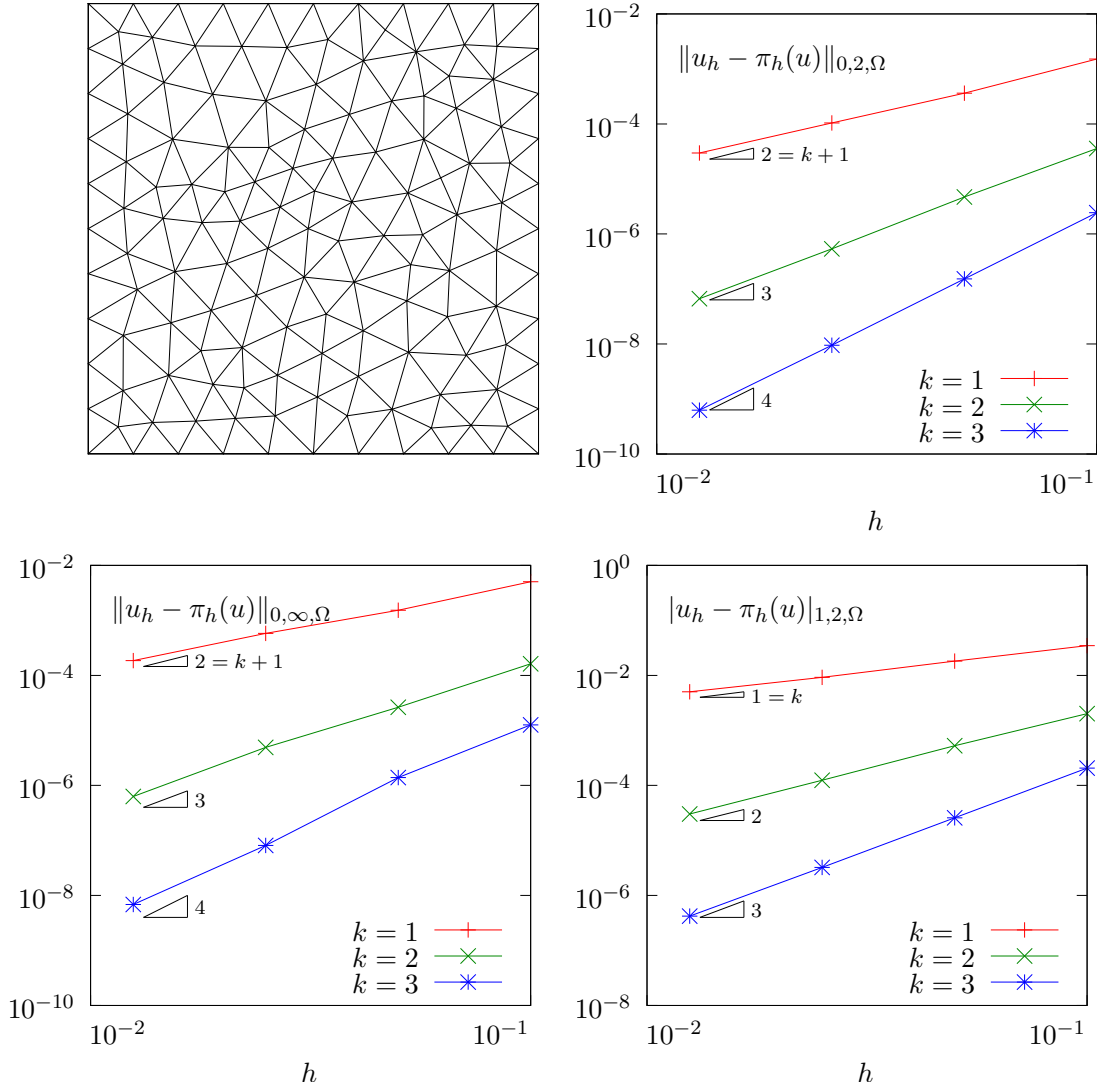 10^{-2}
‖u_h − π_h(u)‖_{0,2,Ω}
10^{-4}
2 = k + 1
10^{-6}
3
10^{-8}
4
k = 1
k = 2
k = 3
10^{-10}
10^{-2} 10^{-1}
h
10^{-2}
‖u_h − π_h(u)‖_{0,∞,Ω}
2 = k + 1
10^{-4}
10^{-6}
3
10^{-8}
4
k = 1
k = 2
k = 3
10^{-10}
10^{-2} 10^{-1}
h
10^{0}
|u_h − π_h(u)|_{1,2,Ω}
10^{-2}
1 = k
10^{-4}
2
10^{-6}
3
k = 1
k = 2
k = 3
10^{-8}
10^{-2} 10^{-1}
h